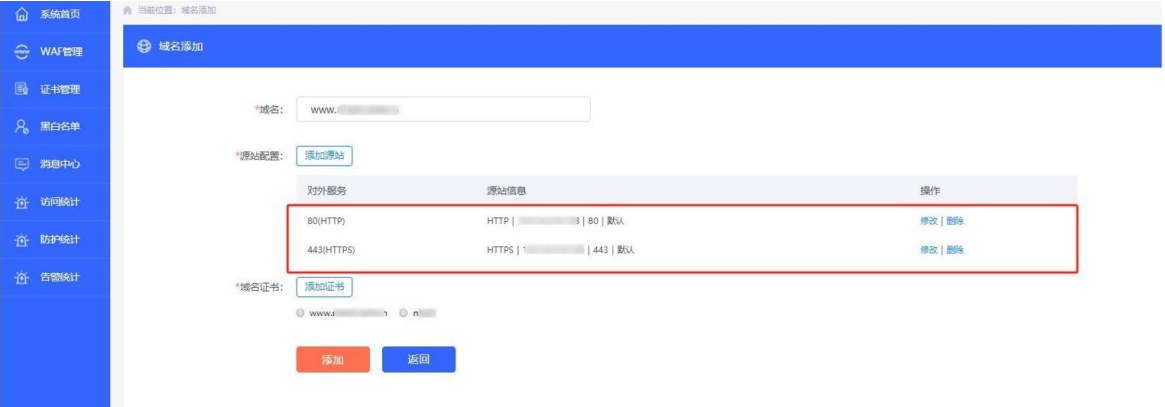 系统首页
当前位置：域名添加
WAF管理
域名添加
证书管理
*域名：
www.
黑白名单
*源站配置：
添加源站
消息中心
对外服务 源站信息 操作
访问统计
80(HTTP) HTTP | 3 | 80 | 默认 修改 | 删除
防护统计
443(HTTPS) HTTPS | | 443 | 默认 修改 | 删除
告警统计
*域名证书：
添加证书
www.
添加
返回